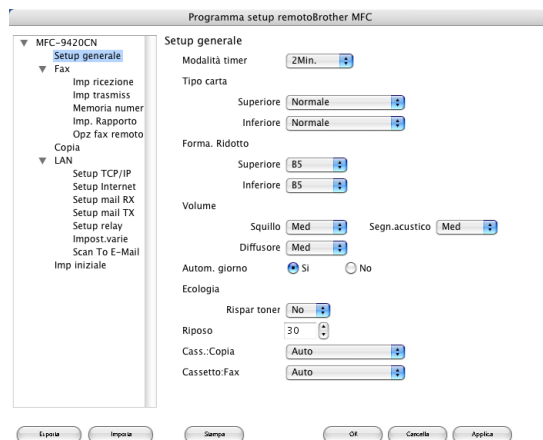 Programma setup remotoBrother MFC
MFC-9420CN
Setup generale
Fax
Imp ricezione
Imp trasmiss
Memoria numer
Imp. Rapporto
Opz fax remoto
Copia
LAN
Setup TCP/IP
Setup Internet
Setup mail RX
Setup mail TX
Setup relay
Impost.varie
Scan To E-Mail
Imp iniziale
Setup generale
Modalità timer 2Min.
Tipo carta
Superiore Normale
Inferiore Normale
Forma. Ridotto
Superiore B5
Inferiore B5
Volume
Squillo Med Segn.acustico Med
Diffusore Med
Autom. giorno Si No
Ecologia
Rispar toner No
Riposo 30
Cass.:Copia Auto
Cassetto:Fax Auto
Esporta Importa Stampa OK Cancella Applica